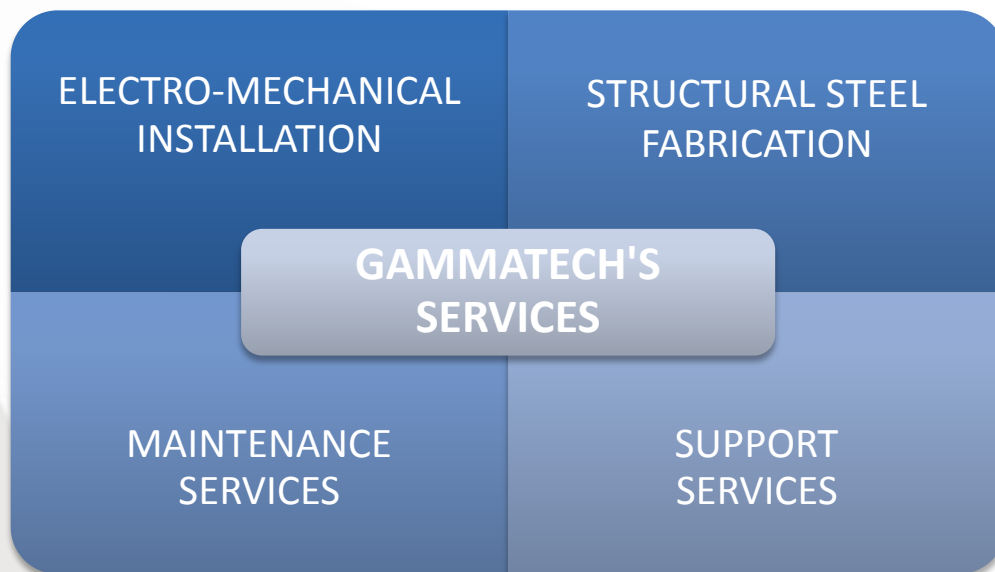 ELECTRO-MECHANICAL
INSTALLATION
STRUCTURAL STEEL
FABRICATION
GAMMATECH'S
SERVICES
MAINTENANCE
SERVICES
SUPPORT
SERVICES